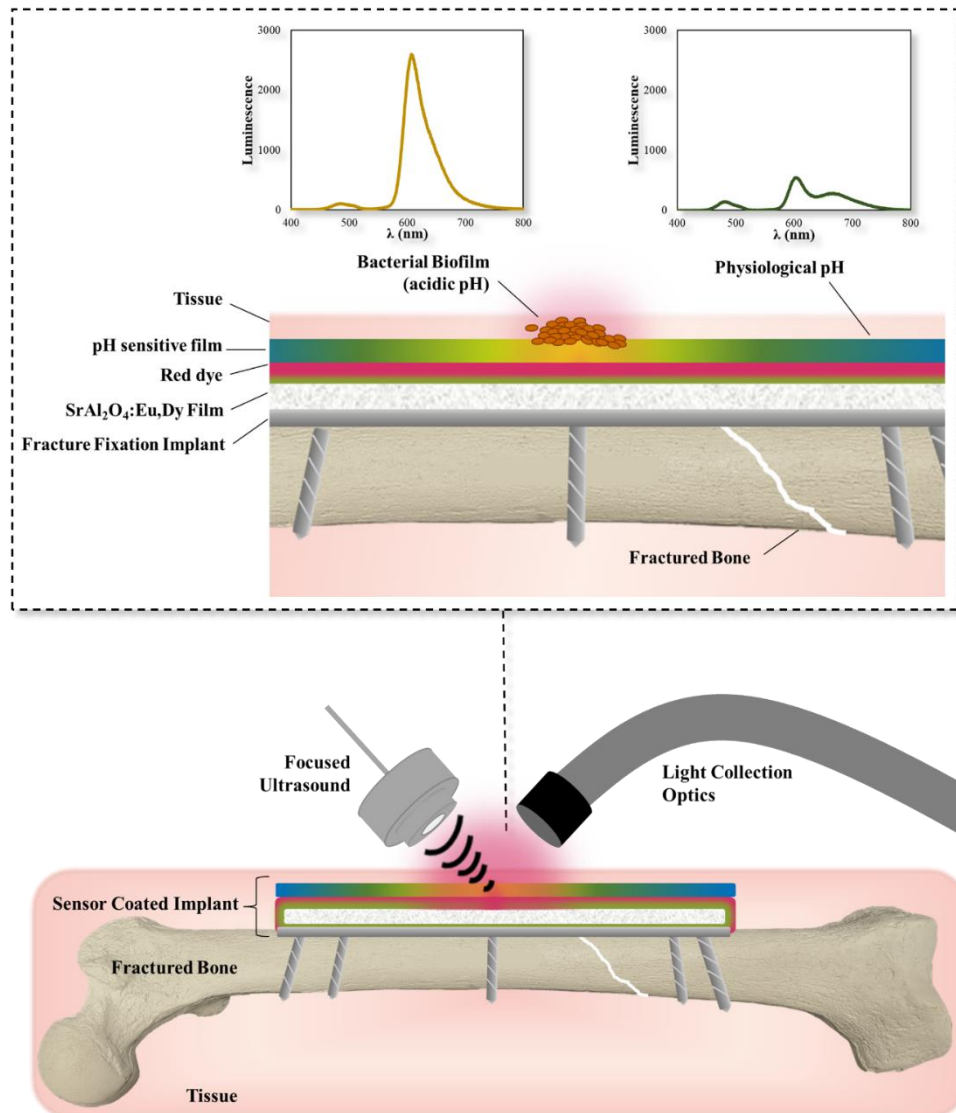 3000
2000
1000
0
Luminescence
400
500
600
700
800
λ (nm)
3000
2000
1000
0
Luminescence
400
500
600
700
800
λ (nm)
Bacterial Biofilm
(acidic pH)
Physiological pH
Tissue
pH sensitive film
Red dye
SrAl₂O₄:Eu,Dy Film
Fracture Fixation Implant
Fractured Bone
Focused
Ultrasound
Light Collection
Optics
Sensor Coated Implant
Fractured Bone
Tissue